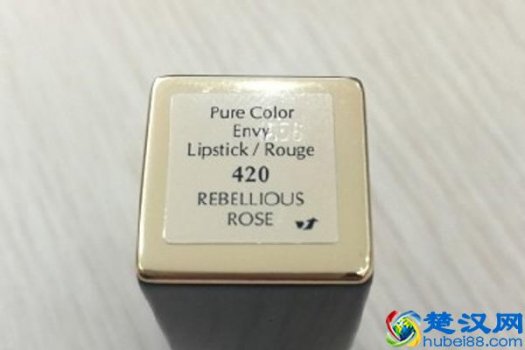 Pure Color
Envy
Lipstick / Rouge
420
REBELLIOUS
ROSE
楚汉网
hubei88.com